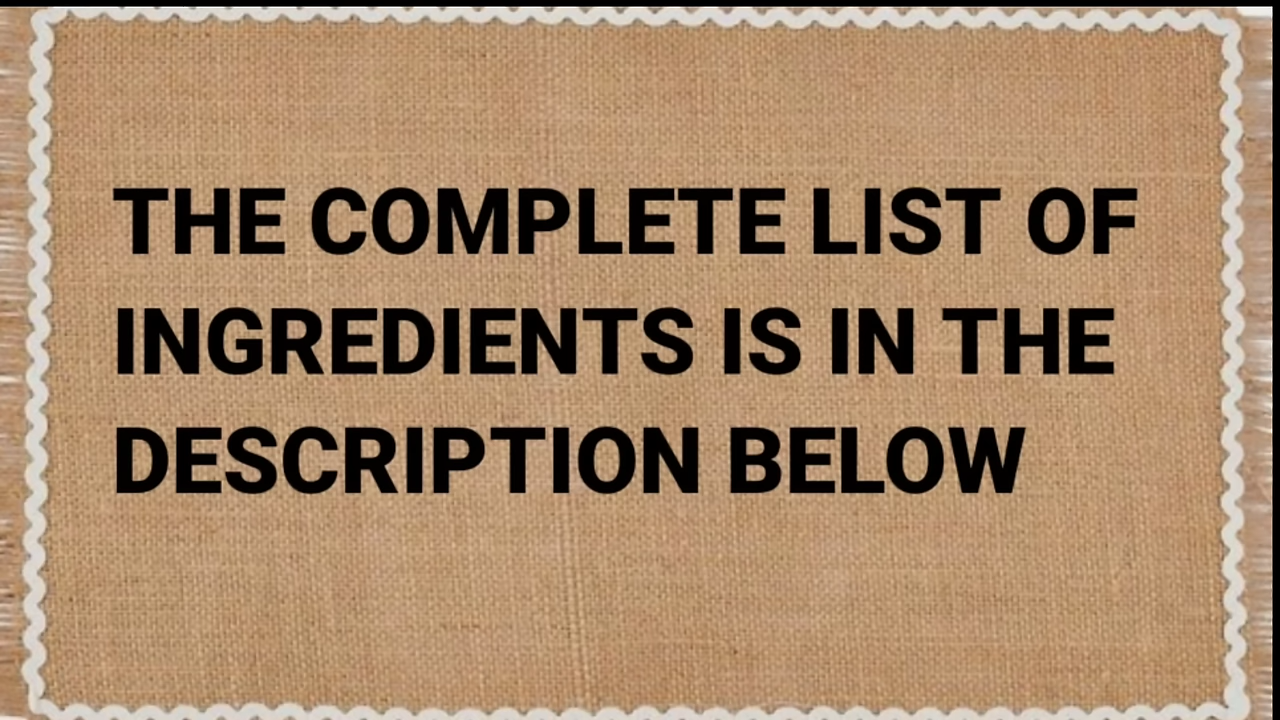 THE COMPLETE LIST OF
INGREDIENTS IS IN THE
DESCRIPTION BELOW